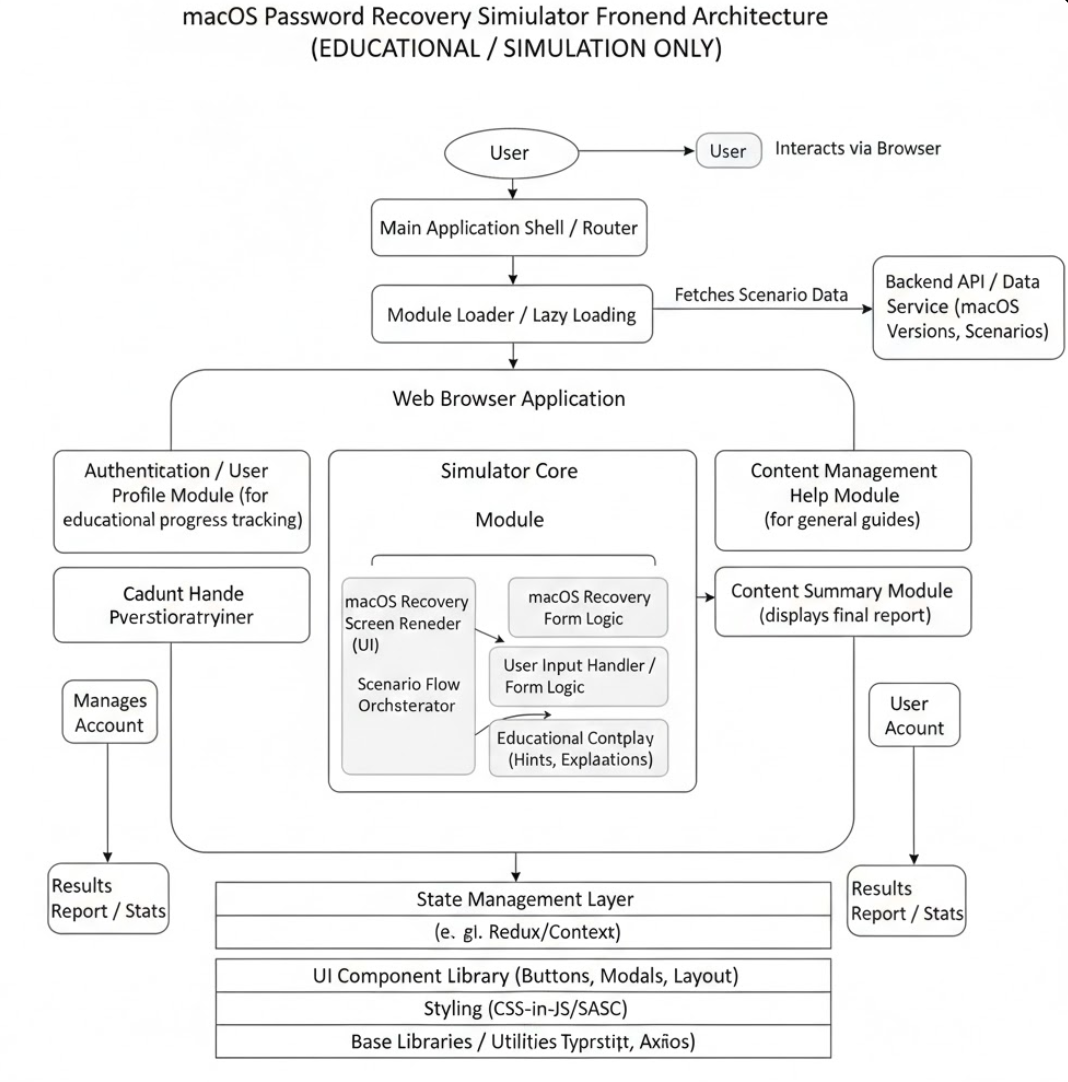 macOS Password Recovery Simiulator Fronend Architecture
(EDUCATIONAL / SIMULATION ONLY)
User
User
Interacts via Browser
Main Application Shell / Router
Module Loader / Lazy Loading
Fetches Scenario Data
Backend API / Data
Service (macOS
Versions, Scenarios)
Web Browser Application
Authentication / User
Profile Module (for
educational progress tracking)
Cadunt Hande
Pverstioratryiner
Simulator Core
Module
macOS Recovery
Screen Reneder
(UI)
Scenario Flow
Orchsterator
macOS Recovery
Form Logic
User Input Handler /
Form Logic
Educational Contplay
(Hints, Explaations)
Content Management
Help Module
(for general guides)
Content Summary Module
(displays final report)
Manages
Account
User
Acount
Results
Report / Stats
Results
Report / Stats
State Management Layer
(e. gl. Redux/Context)
UI Component Library (Buttons, Modals, Layout)
Styling (CSS-in-JS/SASC)
Base Libraries / Utilities Typrstiţt, Axños)